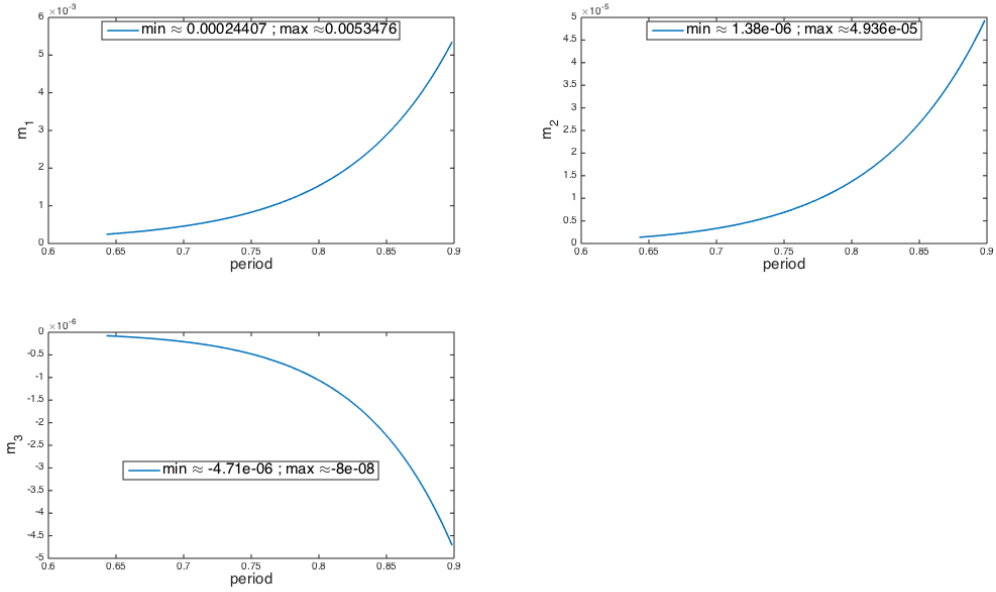 ×10⁻³
min ≈ 0.00024407 ; max ≈0.0053476
6
5
4
3
2
1
0
m₁
0.6 0.65 0.7 0.75 0.8 0.85 0.9
period
×10⁻⁵
min ≈ 1.38e-06 ; max ≈4.936e-05
5
4.5
4
3.5
3
2.5
2
1.5
1
0.5
0
m₂
0.6 0.65 0.7 0.75 0.8 0.85 0.9
period
×10⁻⁶
0
-0.5
-1
-1.5
-2
-2.5
-3
-3.5
-4
-4.5
-5
m₃
min ≈ -4.71e-06 ; max ≈-8e-08
0.6 0.65 0.7 0.75 0.8 0.85 0.9
period